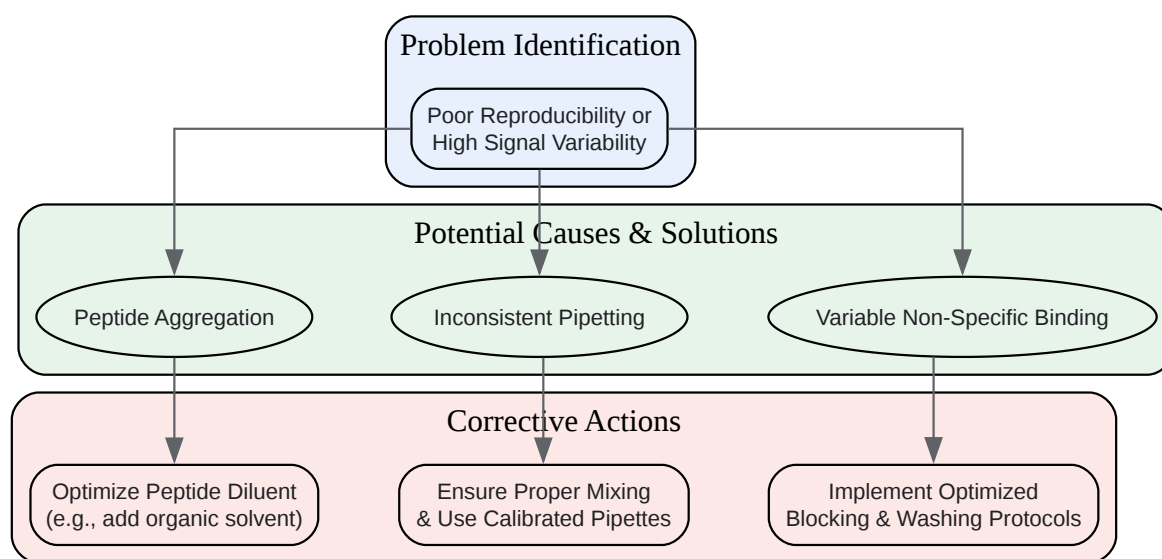 Problem Identification
Poor Reproducibility or
High Signal Variability
Potential Causes & Solutions
Peptide Aggregation
Inconsistent Pipetting
Variable Non-Specific Binding
Corrective Actions
Optimize Peptide Diluent
(e.g., add organic solvent)
Ensure Proper Mixing
& Use Calibrated Pipettes
Implement Optimized
Blocking & Washing Protocols